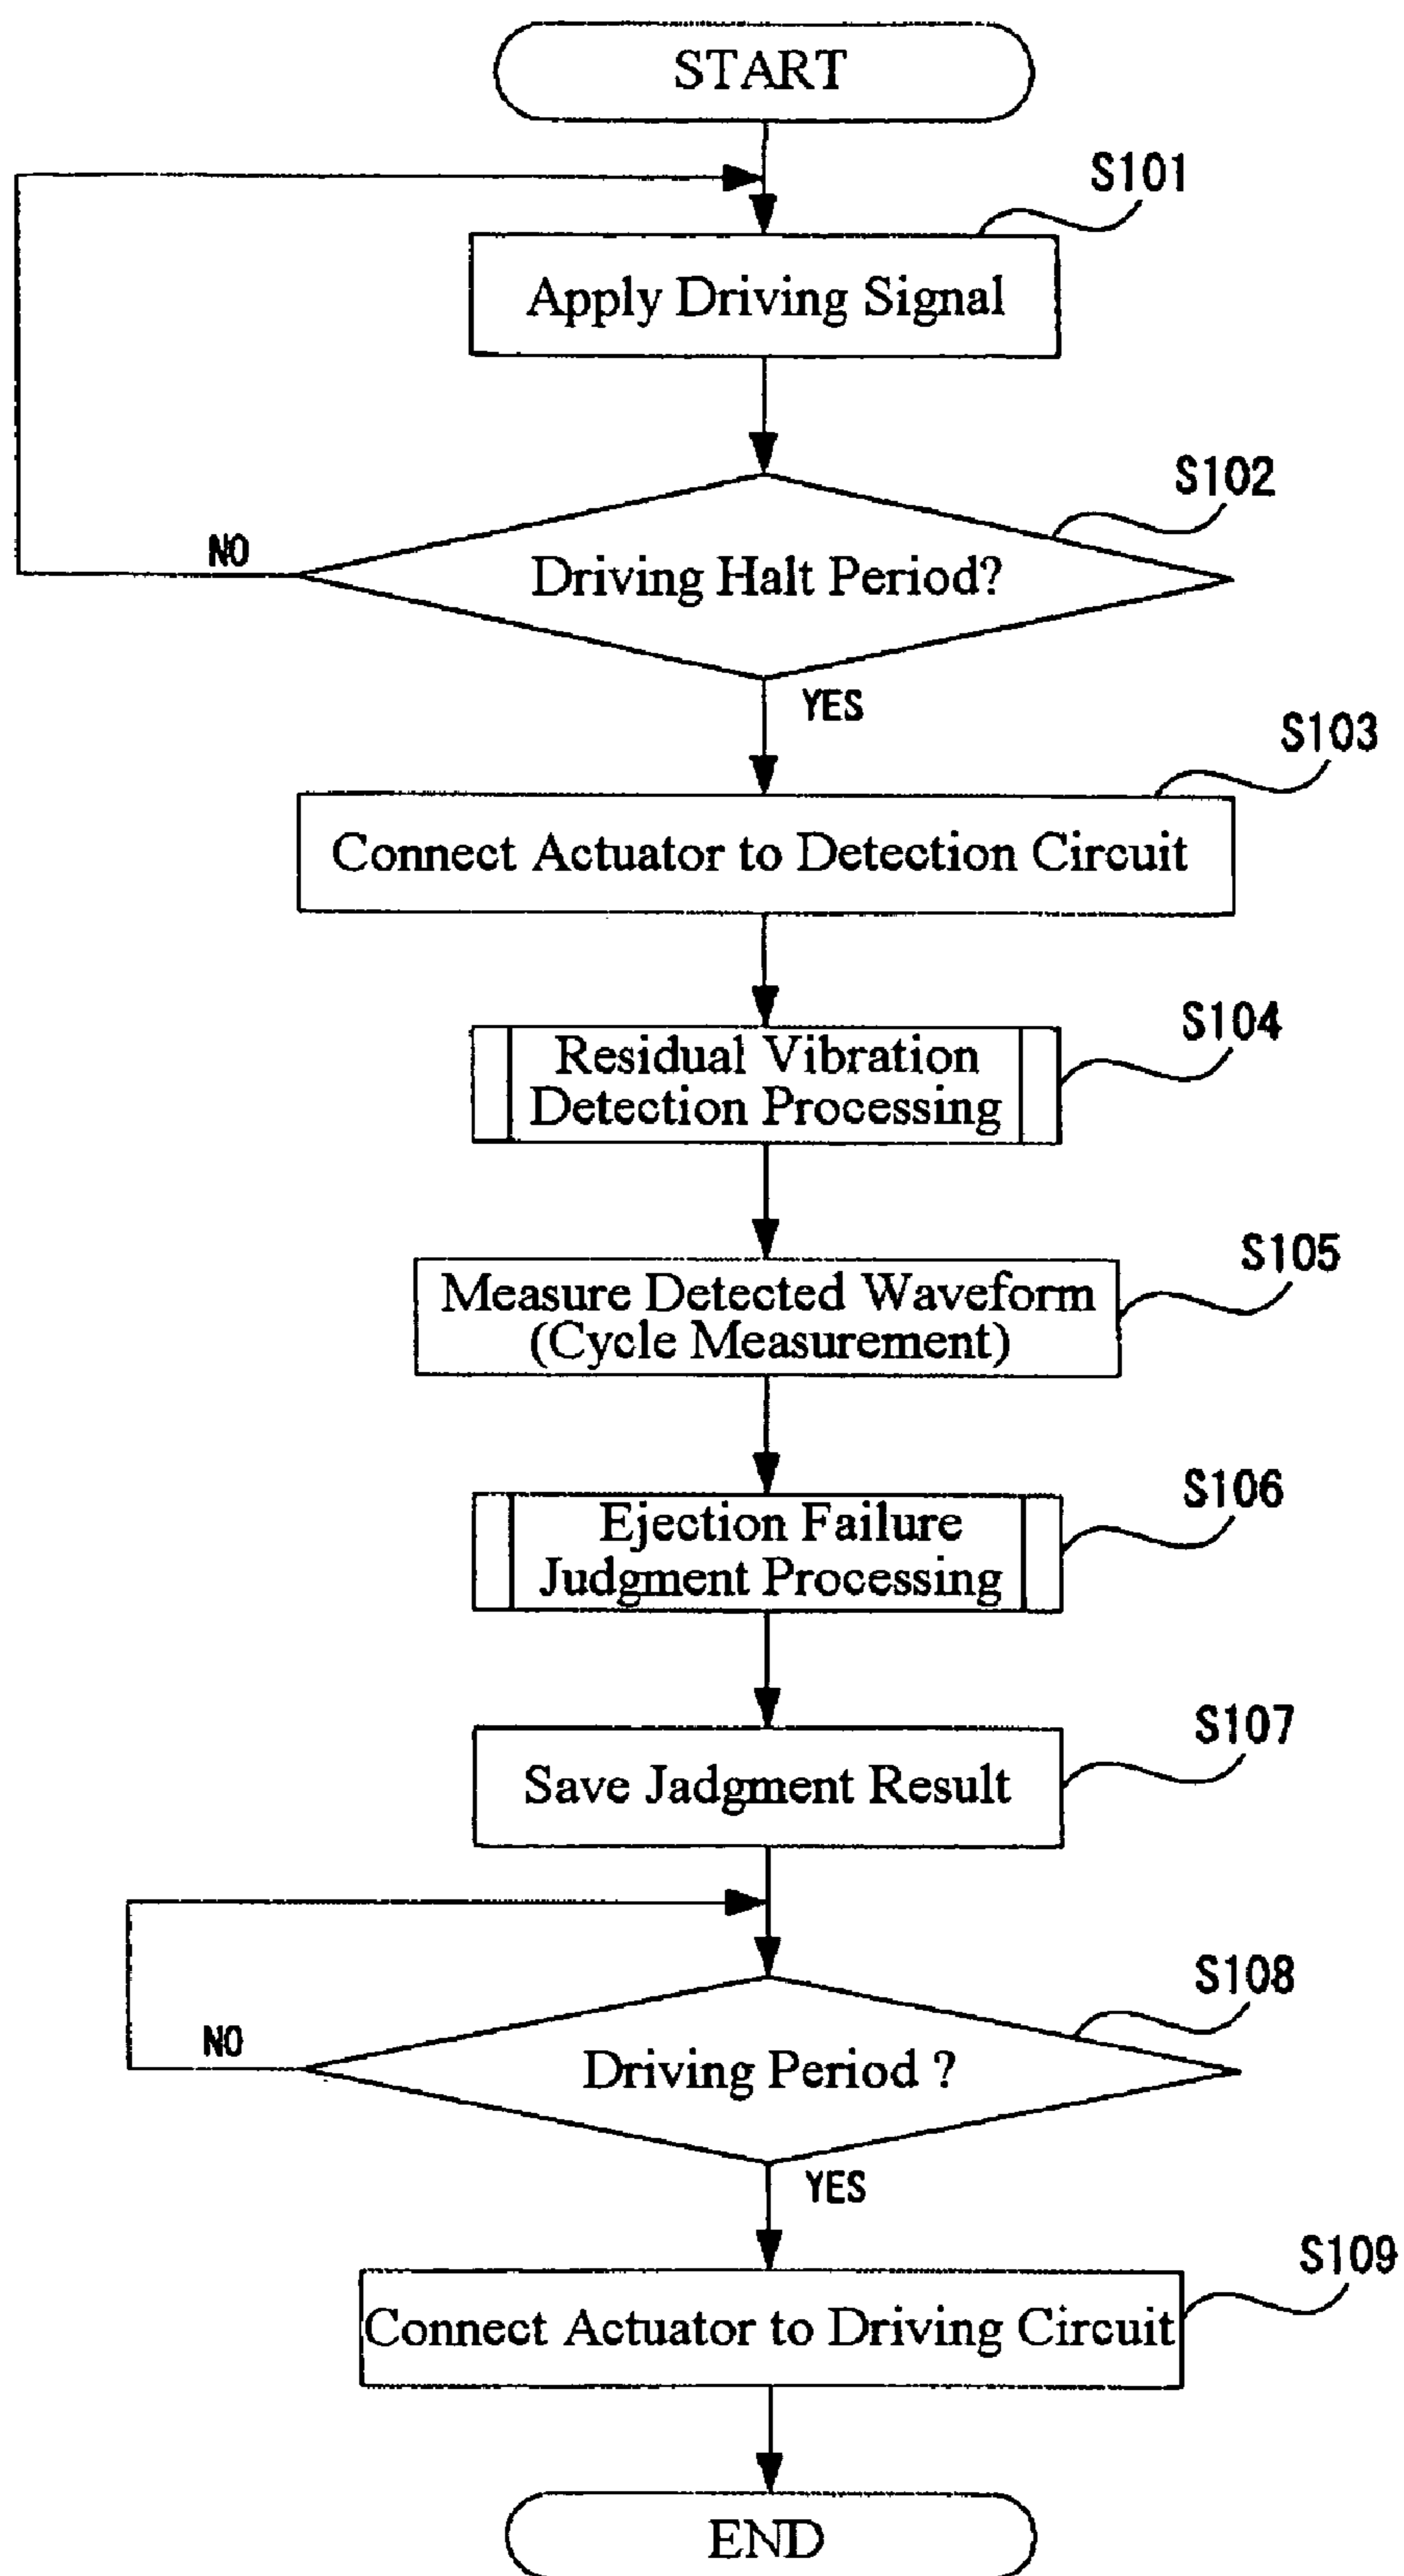 START
S101
Apply Driving Signal
S102
NO
Driving Halt Period?
YES
S103
Connect Actuator to Detection Circuit
S104
Residual Vibration
Detection Processing
S105
Measure Detected Waveform
(Cycle Measurement)
S106
Ejection Failure
Judgment Processing
S107
Save Jadgment Result
S108
NO
Driving Period ?
YES
S109
Connect Actuator to Driving Circuit
END